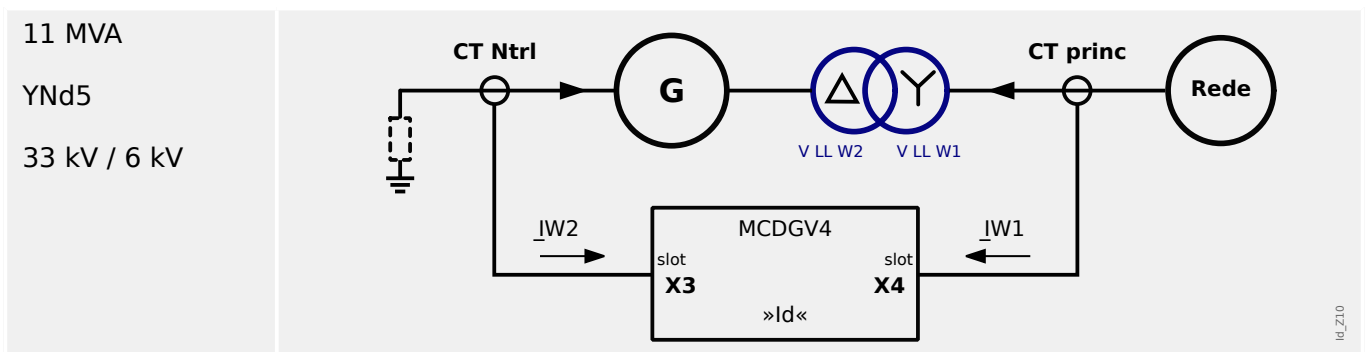 11 MVA
YNd5
33 kV / 6 kV
CT Ntrl
CT princ
G
Rede
V LL W2
V LL W1
_IW2
_IW1
MCDGV4
slot
X3
slot
X4
»Id«
Id_Z10